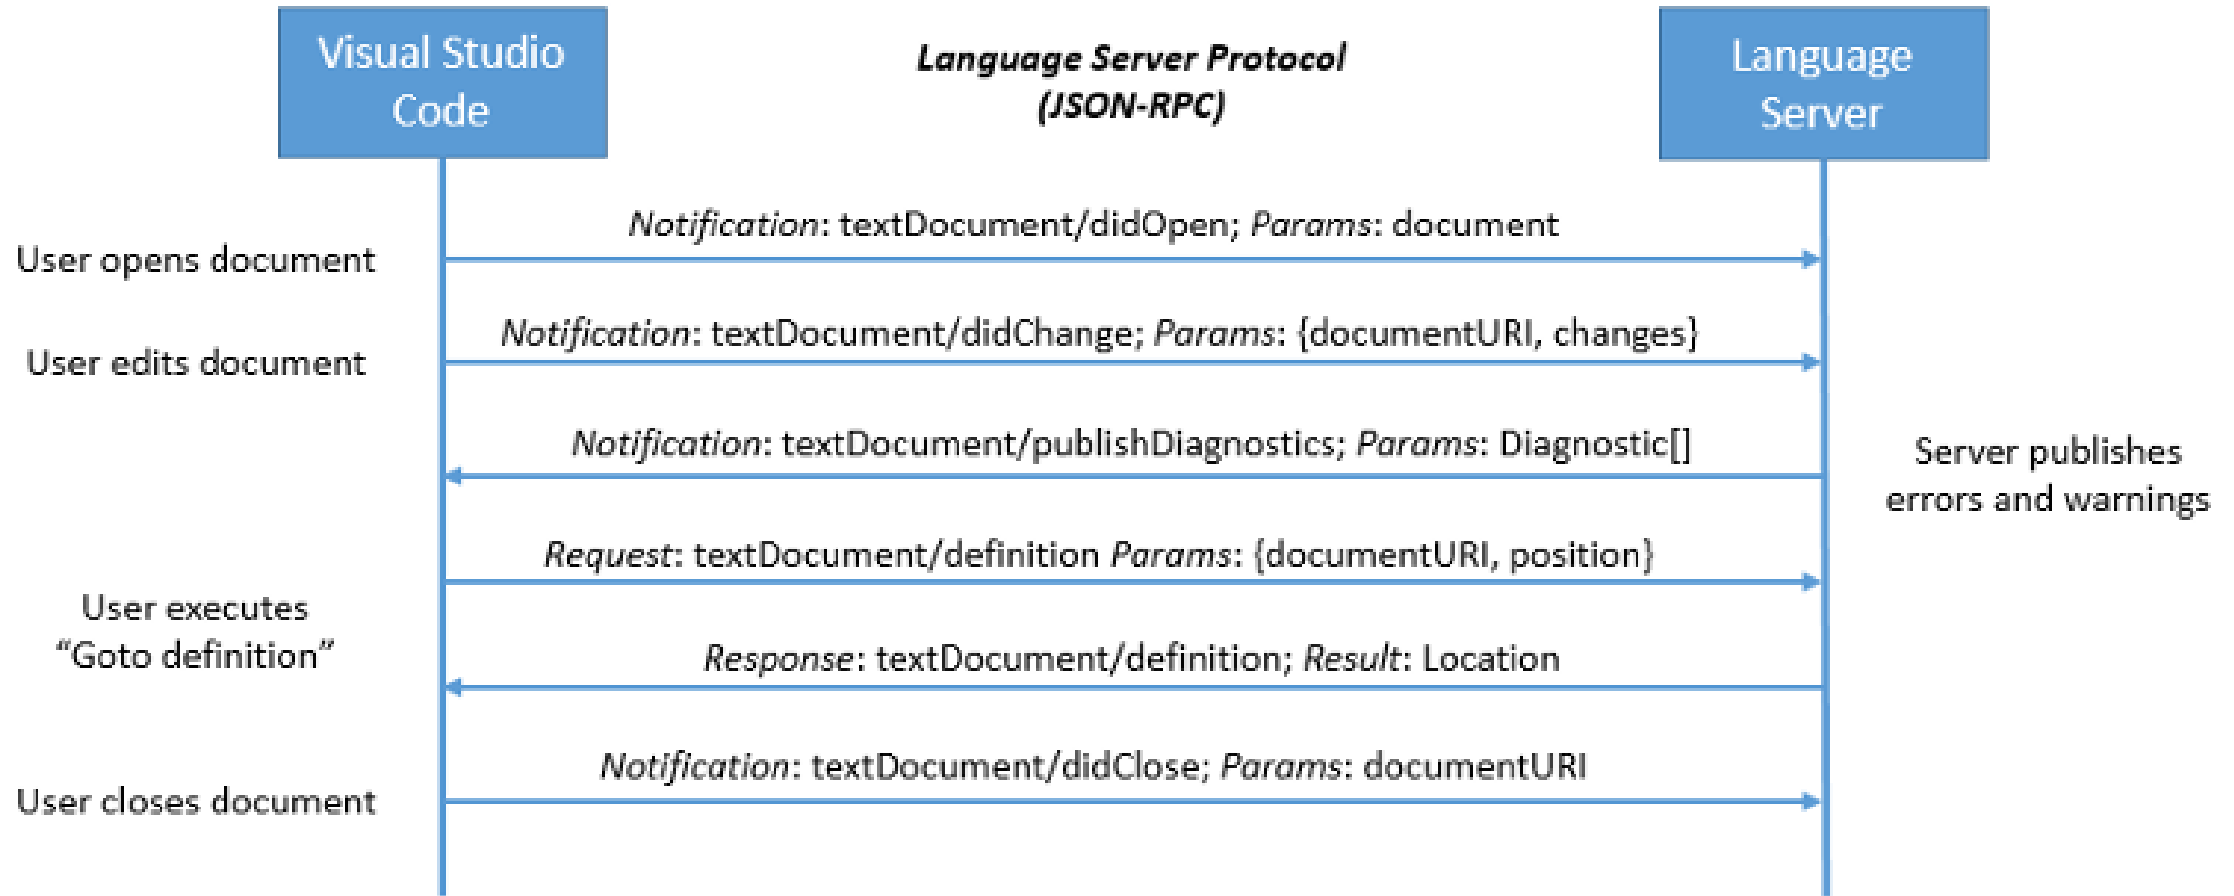 Visual Studio
Code
Language Server Protocol
(JSON-RPC)
Language
Server
Notification: textDocument/didOpen; Params: document
User opens document
Notification: textDocument/didChange; Params: {documentURI, changes}
User edits document
Notification: textDocument/publishDiagnostics; Params: Diagnostic[]
Server publishes
errors and warnings
Request: textDocument/definition Params: {documentURI, position}
User executes
“Goto definition”
Response: textDocument/definition; Result: Location
Notification: textDocument/didClose; Params: documentURI
User closes document